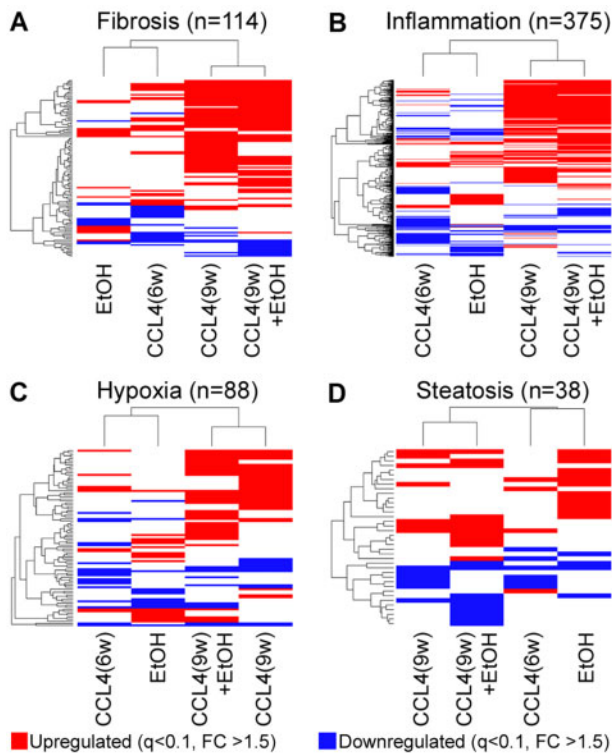 A Fibrosis (n=114)
EtOH
CCL4(6w)
CCL4(9w)
CCL4(9w)
+EtOH
B Inflammation (n=375)
CCL4(6w)
EtOH
CCL4(9w)
CCL4(9w)
+EtOH
C Hypoxia (n=88)
CCL4(6w)
EtOH
CCL4(9w)
+EtOH
CCL4(9w)
D Steatosis (n=38)
CCL4(9w)
CCL4(9w)
+EtOH
CCL4(6w)
EtOH
Upregulated (q<0.1, FC >1.5)
Downregulated (q<0.1, FC >1.5)